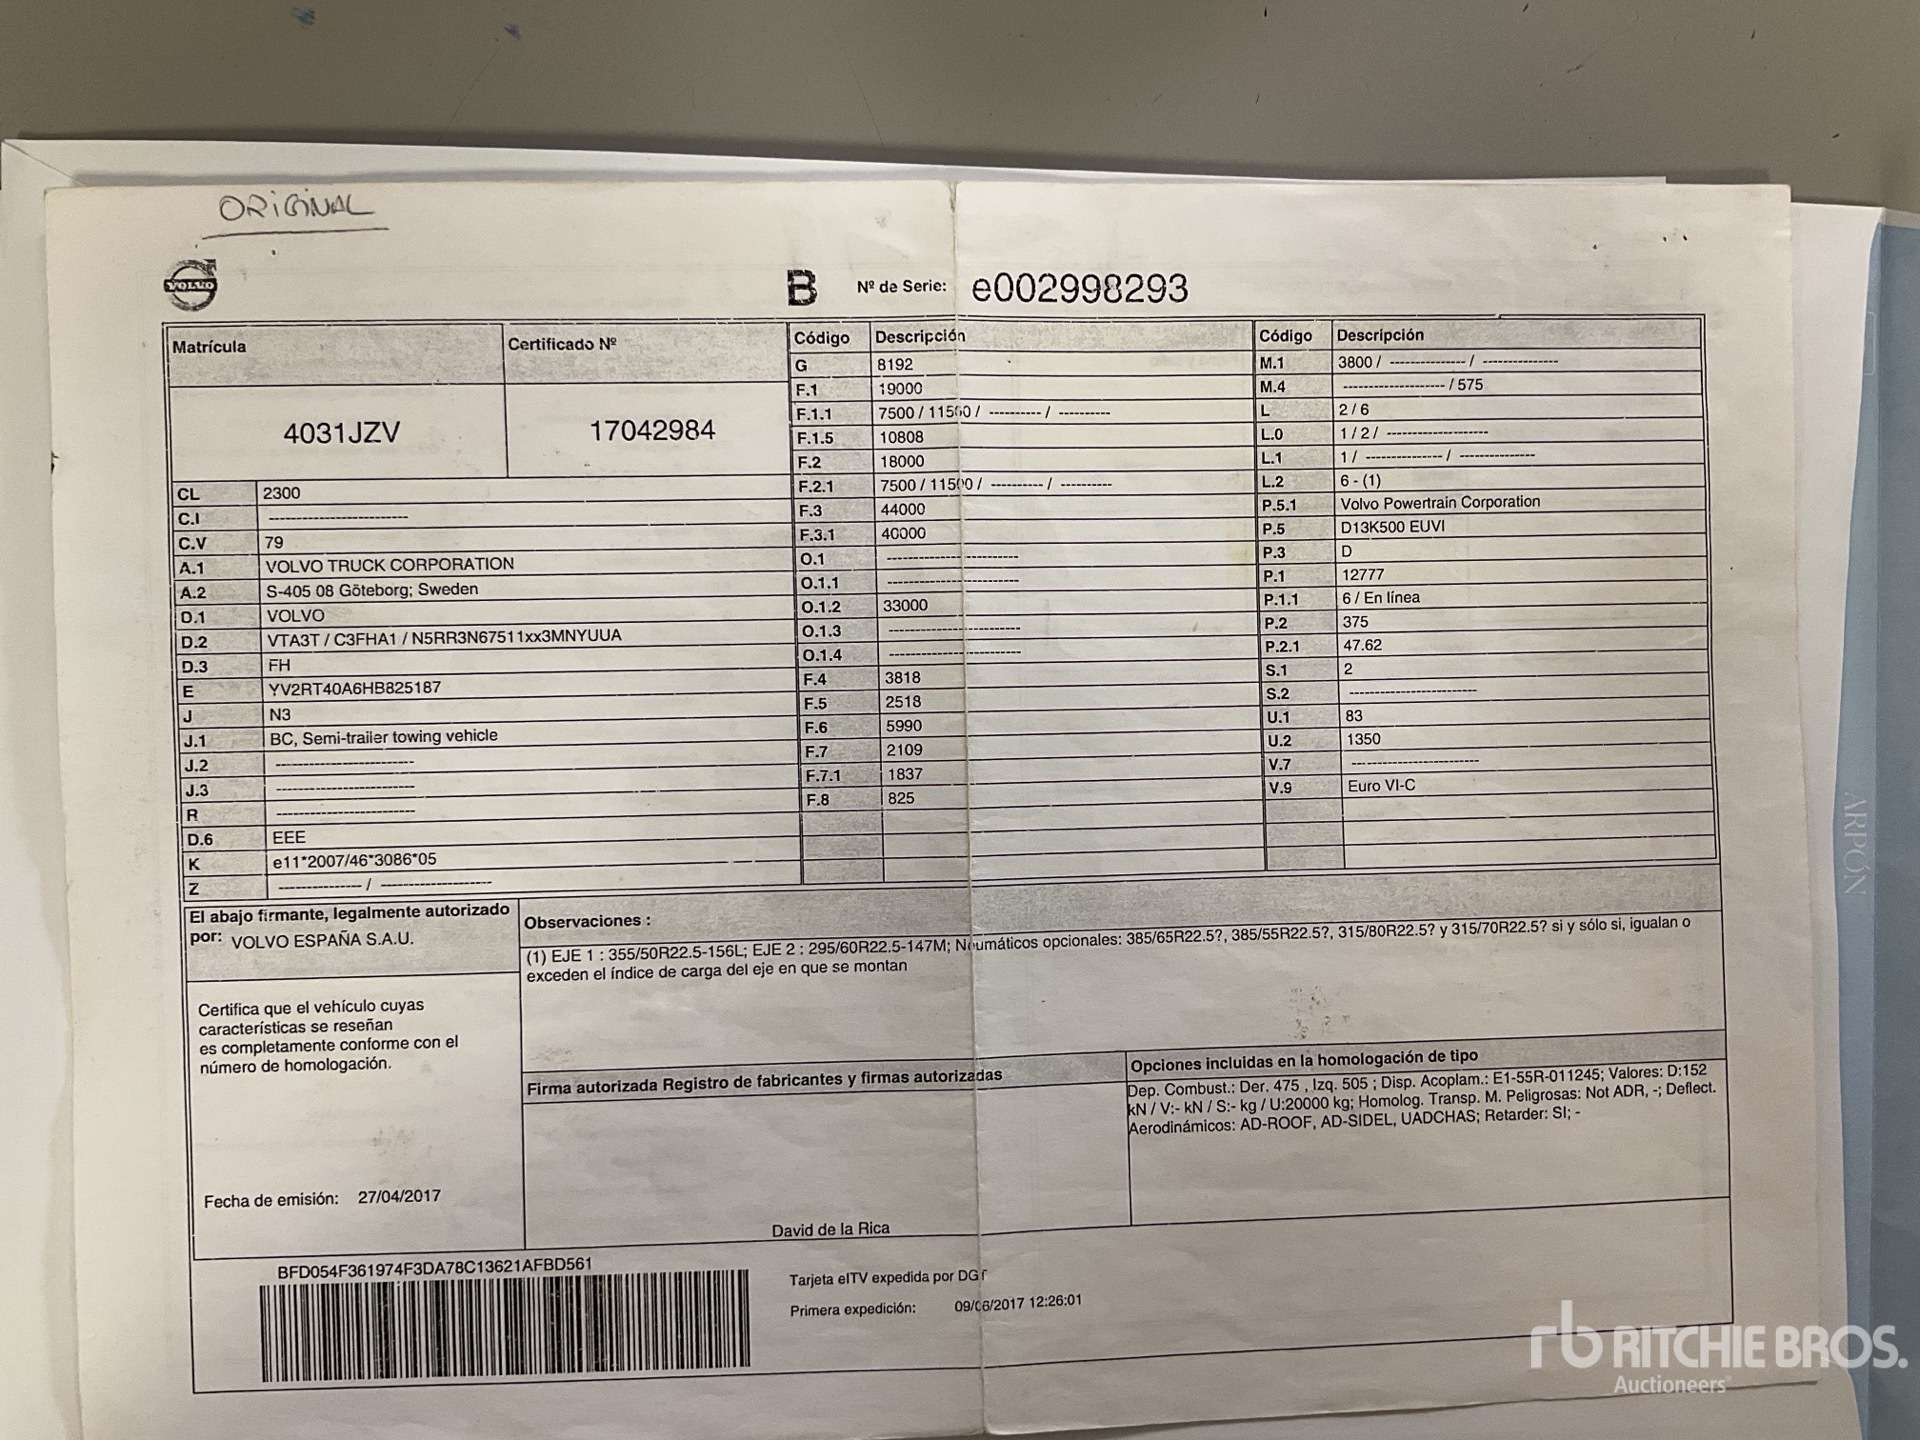 ORIGINAL
VOLVO
B Nº de Serie: e002998293
Matrícula Certificado Nº
4031JZV 17042984
CL 2300
C.I -------------------------
C.V 79
A.1 VOLVO TRUCK CORPORATION
A.2 S-405 08 Göteborg; Sweden
D.1 VOLVO
D.2 VTA3T / C3FHA1 / N5RR3N67511xx3MNYUUA
D.3 FH
E YV2RT40A6HB825187
J N3
J.1 BC, Semi-trailer towing vehicle
J.2 -------------------------
J.3 -------------------------
R -------------------------
D.6 EEE
K e11*2007/46*3086*05
Z --------------- / --------------------
Código Descripción
G 8192
F.1 19000
F.1.1 7500 / 11500 / ---------- / ----------
F.1.5 10808
F.2 18000
F.2.1 7500 / 11500 / ---------- / ----------
F.3 44000
F.3.1 40000
O.1 -------------------------
O.1.1 -------------------------
O.1.2 33000
O.1.3 -------------------------
O.1.4 -------------------------
F.4 3818
F.5 2518
F.6 5990
F.7 2109
F.7.1 1837
F.8 825
Código Descripción
M.1 3800 / --------------- / ---------------
M.4 -------------------- / 575
L 2 / 6
L.0 1 / 2 / --------------------
L.1 1 / --------------- / ---------------
L.2 6 - (1)
P.5.1 Volvo Powertrain Corporation
P.5 D13K500 EUVI
P.3 D
P.1 12777
P.1.1 6 / En línea
P.2 375
P.2.1 47.62
S.1 2
S.2 -------------------------
U.1 83
U.2 1350
V.7 -------------------------
V.9 Euro VI-C
El abajo firmante, legalmente autorizado
por: VOLVO ESPAÑA S.A.U.
Certifica que el vehículo cuyas
características se reseñan
es completamente conforme con el
número de homologación.
Fecha de emisión: 27/04/2017
Observaciones :
(1) EJE 1 : 355/50R22.5-156L; EJE 2 : 295/60R22.5-147M; Neumáticos opcionales: 385/65R22.5?, 385/55R22.5?, 315/80R22.5? y 315/70R22.5? si y sólo si, igualan o
exceden el índice de carga del eje en que se montan
Firma autorizada Registro de fabricantes y firmas autorizadas
David de la Rica
Opciones incluidas en la homologación de tipo
Dep. Combust.: Der. 475 , Izq. 505 ; Disp. Acoplam.: E1-55R-011245; Valores: D:152
kN / V:- kN / S:- kg / U:20000 kg; Homolog. Transp. M. Peligrosas: Not ADR, -; Deflect.
Aerodinámicos: AD-ROOF, AD-SIDEL, UADCHAS; Retarder: SI; -
BFD054F361974F3DA78C13621AFBD561
Tarjeta eITV expedida por DGT
Primera expedición: 09/06/2017 12:26:01
ARPÓN
rb RITCHIE BROS.
Auctioneers